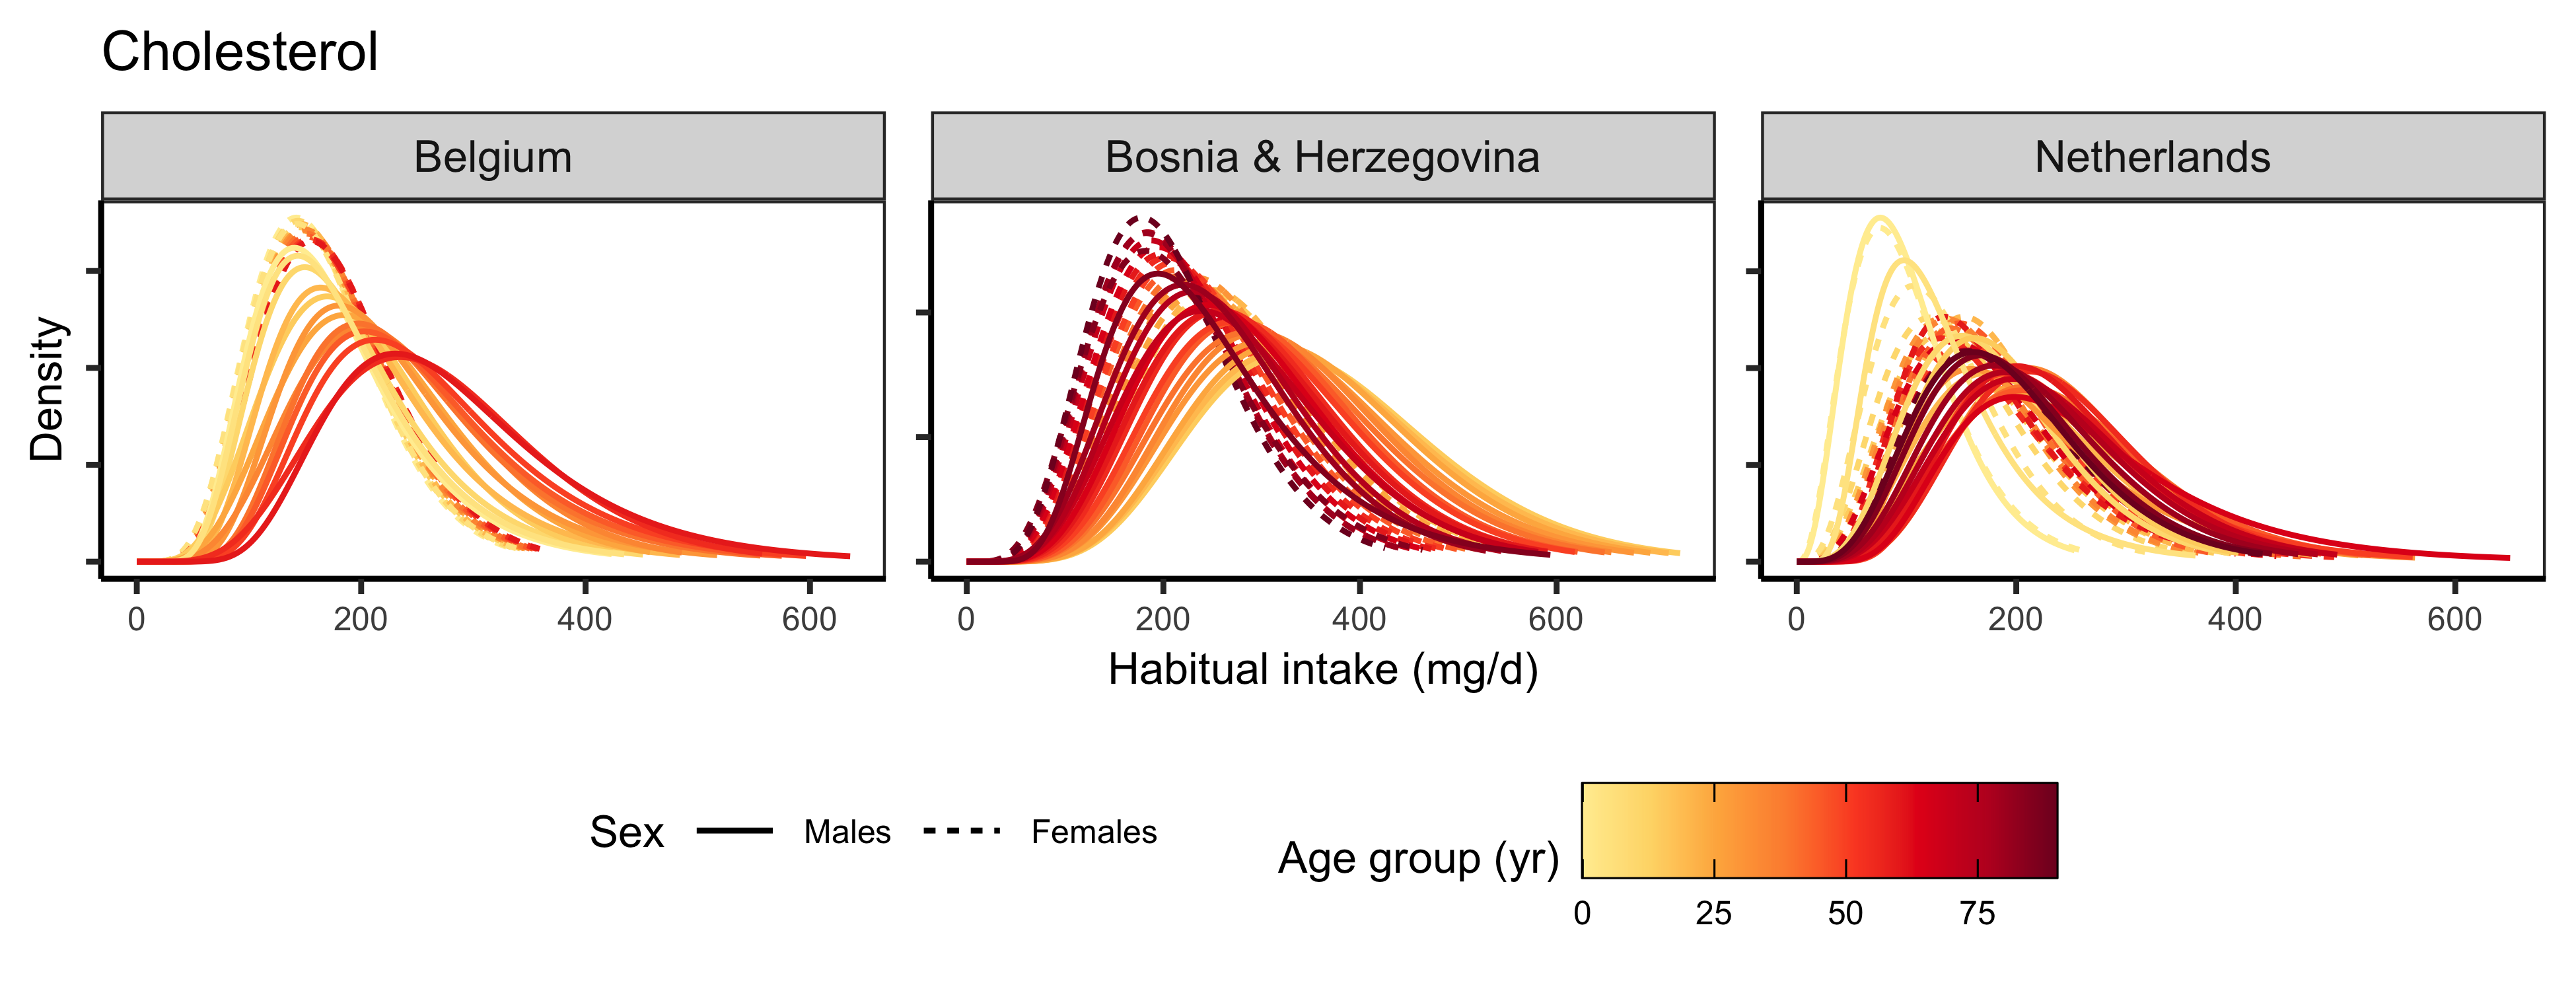 Cholesterol
Belgium
Bosnia & Herzegovina
Netherlands
Density
0 200 400 600
0 200 400 600
0 200 400 600
Habitual intake (mg/d)
Sex Males Females
Age group (yr)
0 25 50 75